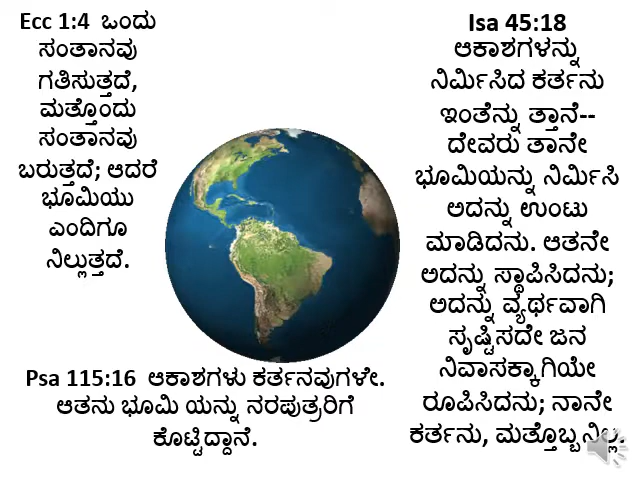 Ecc 1:4 ಒಂದು
ಸಂತಾನವು
ಗತಿಸುತ್ತದೆ,
ಮತ್ತೊಂದು
ಸಂತಾನವು
ಬರುತ್ತದೆ; ಆದರೆ
ಭೂಮಿಯು
ಎಂದಿಗೂ
ನಿಲ್ಲುತ್ತದೆ.
Isa 45:18
ಆಕಾಶಗಳನ್ನು
ನಿರ್ಮಿಸಿದ ಕರ್ತನು
ಇಂತೆನ್ನು ತ್ತಾನೆ--
ದೇವರು ತಾನೇ
ಭೂಮಿಯನ್ನು ನಿರ್ಮಿಸಿ
ಅದನ್ನು ಉಂಟು
ಮಾಡಿದನು. ಆತನೇ
ಅದನ್ನು ಸ್ಥಾಪಿಸಿದನು;
ಅದನ್ನು ವ್ಯರ್ಥವಾಗಿ
ಸೃಷ್ಟಿಸದೇ ಜನ
ನಿವಾಸಕ್ಕಾಗಿಯೇ
ರೂಪಿಸಿದನು; ನಾನೇ
ಕರ್ತನು, ಮತ್ತೊಬ್ಬನಿಲ್ಲ.
Psa 115:16 ಆಕಾಶಗಳು ಕರ್ತನವುಗಳೇ.
ಆತನು ಭೂಮಿ ಯನ್ನು ನರಪುತ್ರರಿಗೆ
ಕೊಟ್ಟಿದ್ದಾನೆ.